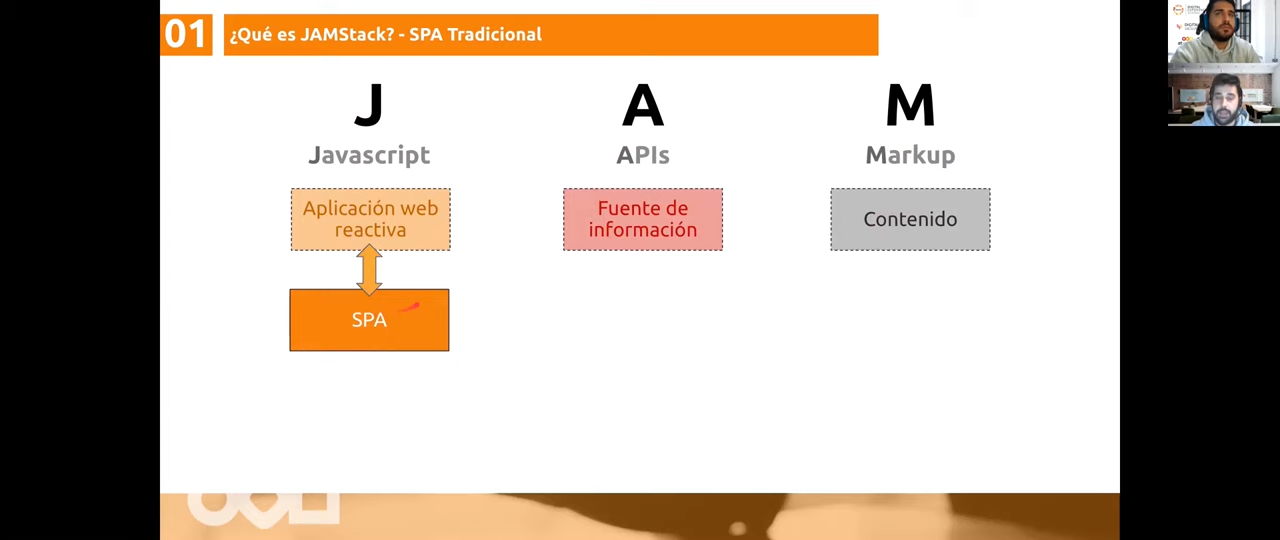 01
¿Qué es JAMStack? - SPA Tradicional
J
A
M
Javascript
APIs
Markup
Aplicación web
reactiva
Fuente de
información
Contenido
SPA